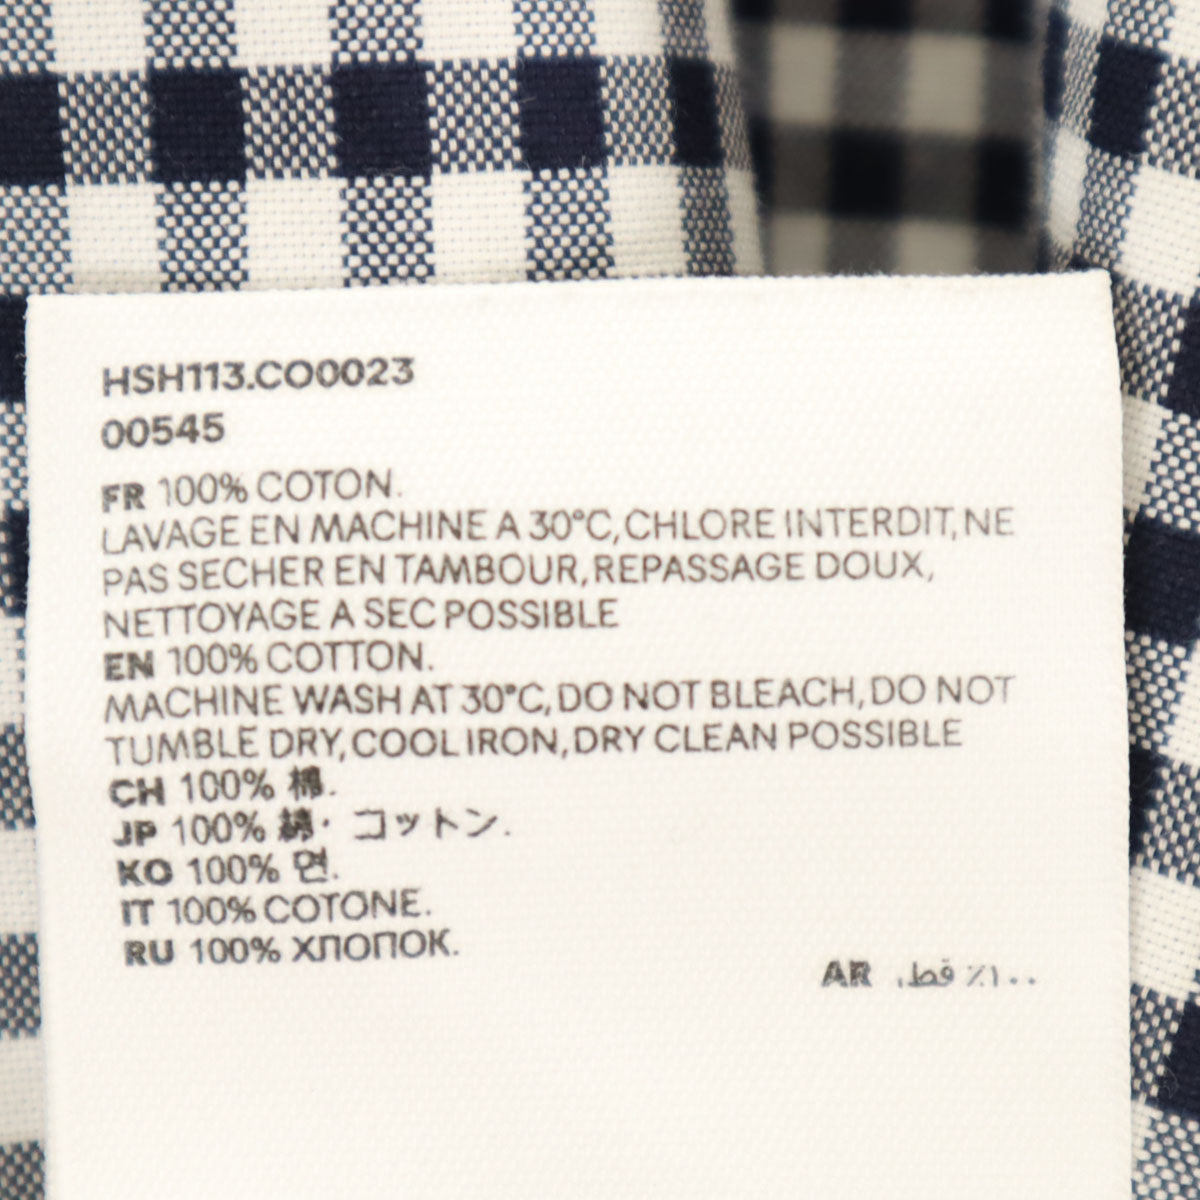 HSH113.CO0023
00545
FR 100% COTON.
LAVAGE EN MACHINE A 30°C, CHLORE INTERDIT, NE
PAS SECHER EN TAMBOUR, REPASSAGE DOUX,
NETTOYAGE A SEC POSSIBLE
EN 100% COTTON.
MACHINE WASH AT 30°C, DO NOT BLEACH, DO NOT
TUMBLE DRY, COOL IRON, DRY CLEAN POSSIBLE
CH 100% 棉.
JP 100% 綿・コットン.
KO 100% 면.
IT 100% COTONE.
RU 100% ХЛОПОК.
AR ١٠٠٪ قطن.